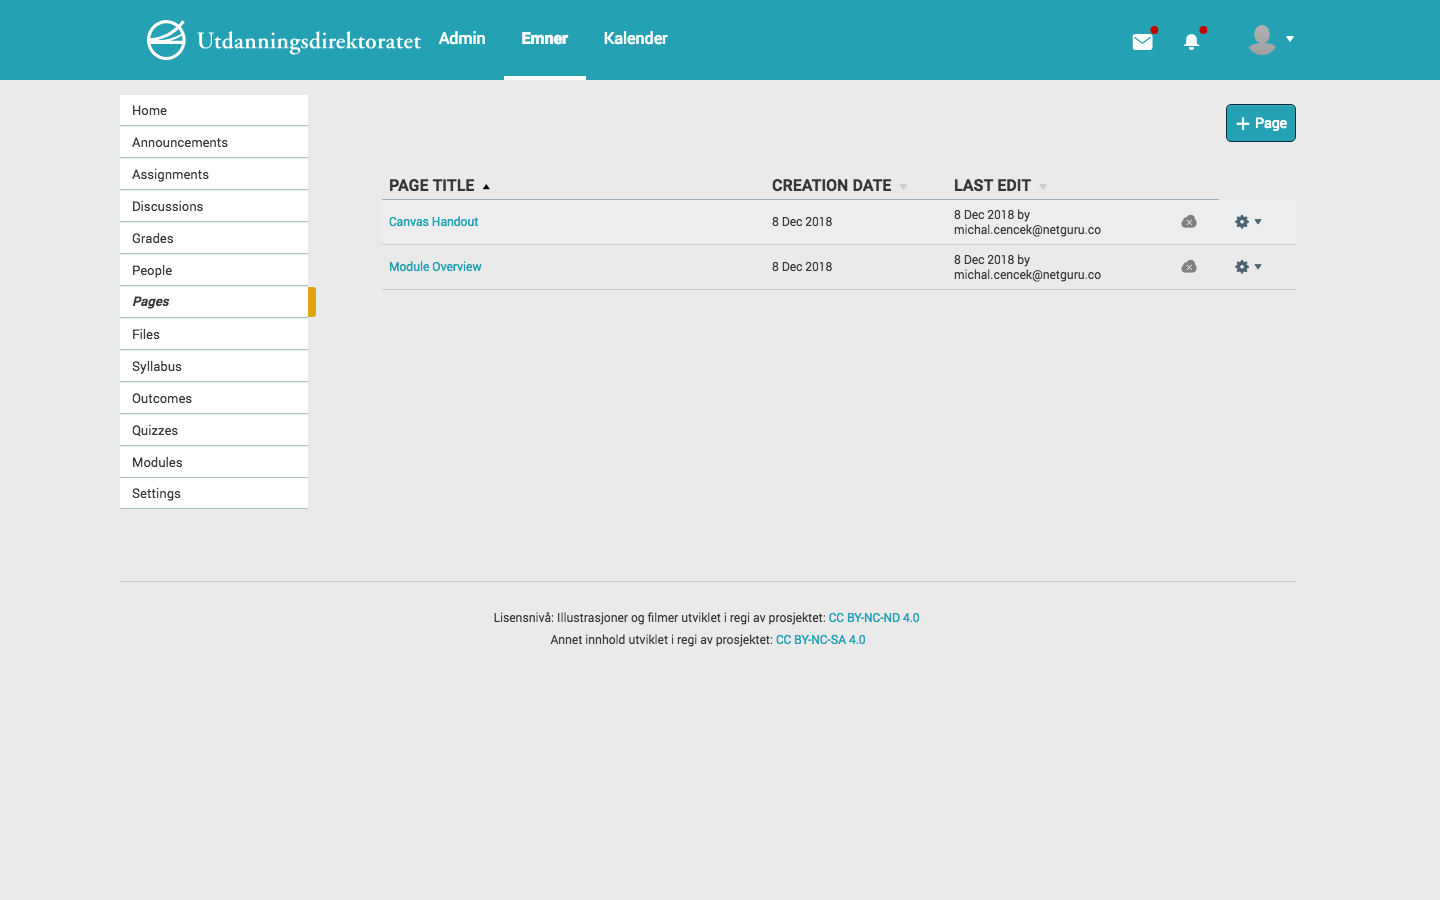 Utdanningsdirektoratet
Admin
Emner
Kalender
Home
Announcements
Assignments
Discussions
Grades
People
Pages
Files
Syllabus
Outcomes
Quizzes
Modules
Settings
Page
PAGE TITLE
CREATION DATE
LAST EDIT
Canvas Handout
8 Dec 2018
8 Dec 2018 by
michal.cencek@netguru.co
Module Overview
8 Dec 2018
8 Dec 2018 by
michal.cencek@netguru.co
Lisensnivå: Illustrasjoner og filmer utviklet i regi av prosjektet: CC BY-NC-ND 4.0
Annet innhold utviklet i regi av prosjektet: CC BY-NC-SA 4.0